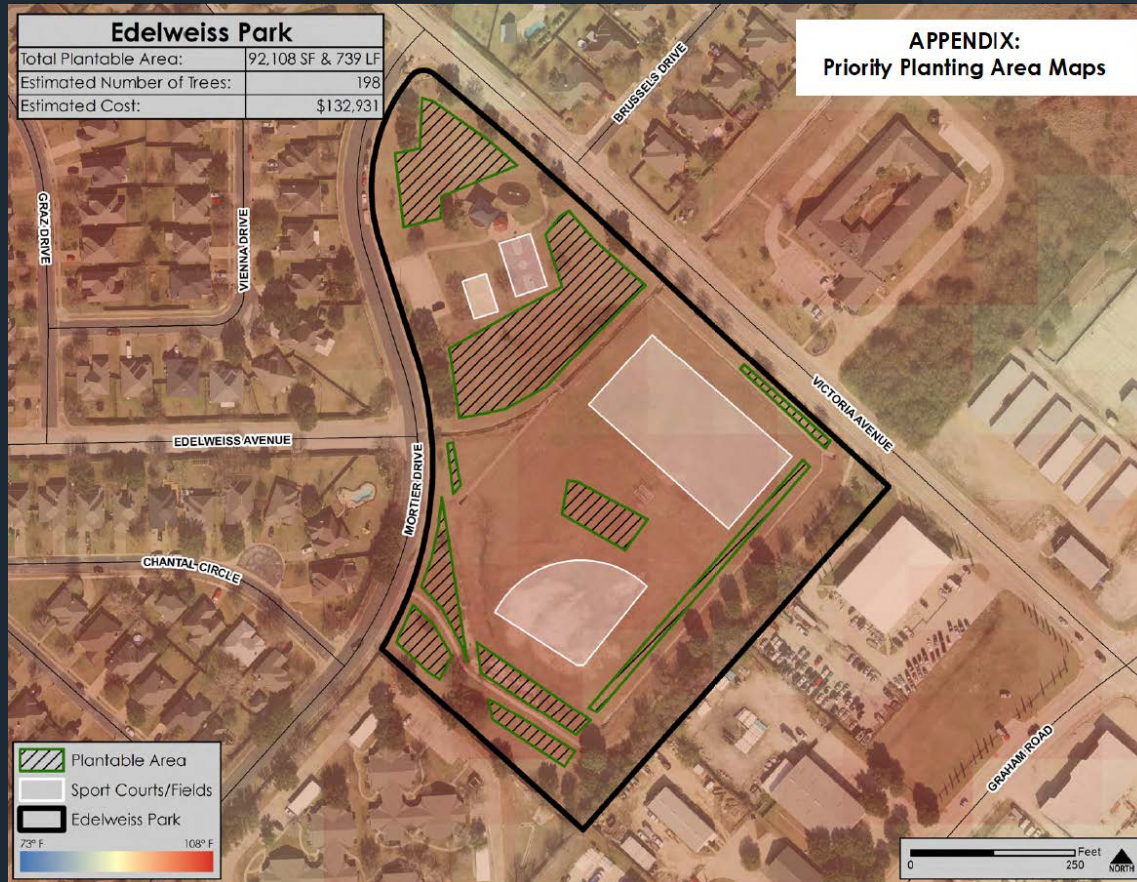 Edelweiss Park
Total Plantable Area: 92,108 SF & 739 LF
Estimated Number of Trees: 198
Estimated Cost: $132,931
APPENDIX:
Priority Planting Area Maps
BRUSSELS DRIVE
GRAZ DRIVE
VIENNA DRIVE
VICTORIA AVENUE
EDELWEISS AVENUE
MORTIER DRIVE
CHANTAL CIRCLE
GRAHAM ROAD
Plantable Area
Sport Courts/Fields
Edelweiss Park
73° F 108° F
Feet
0 250
NORTH